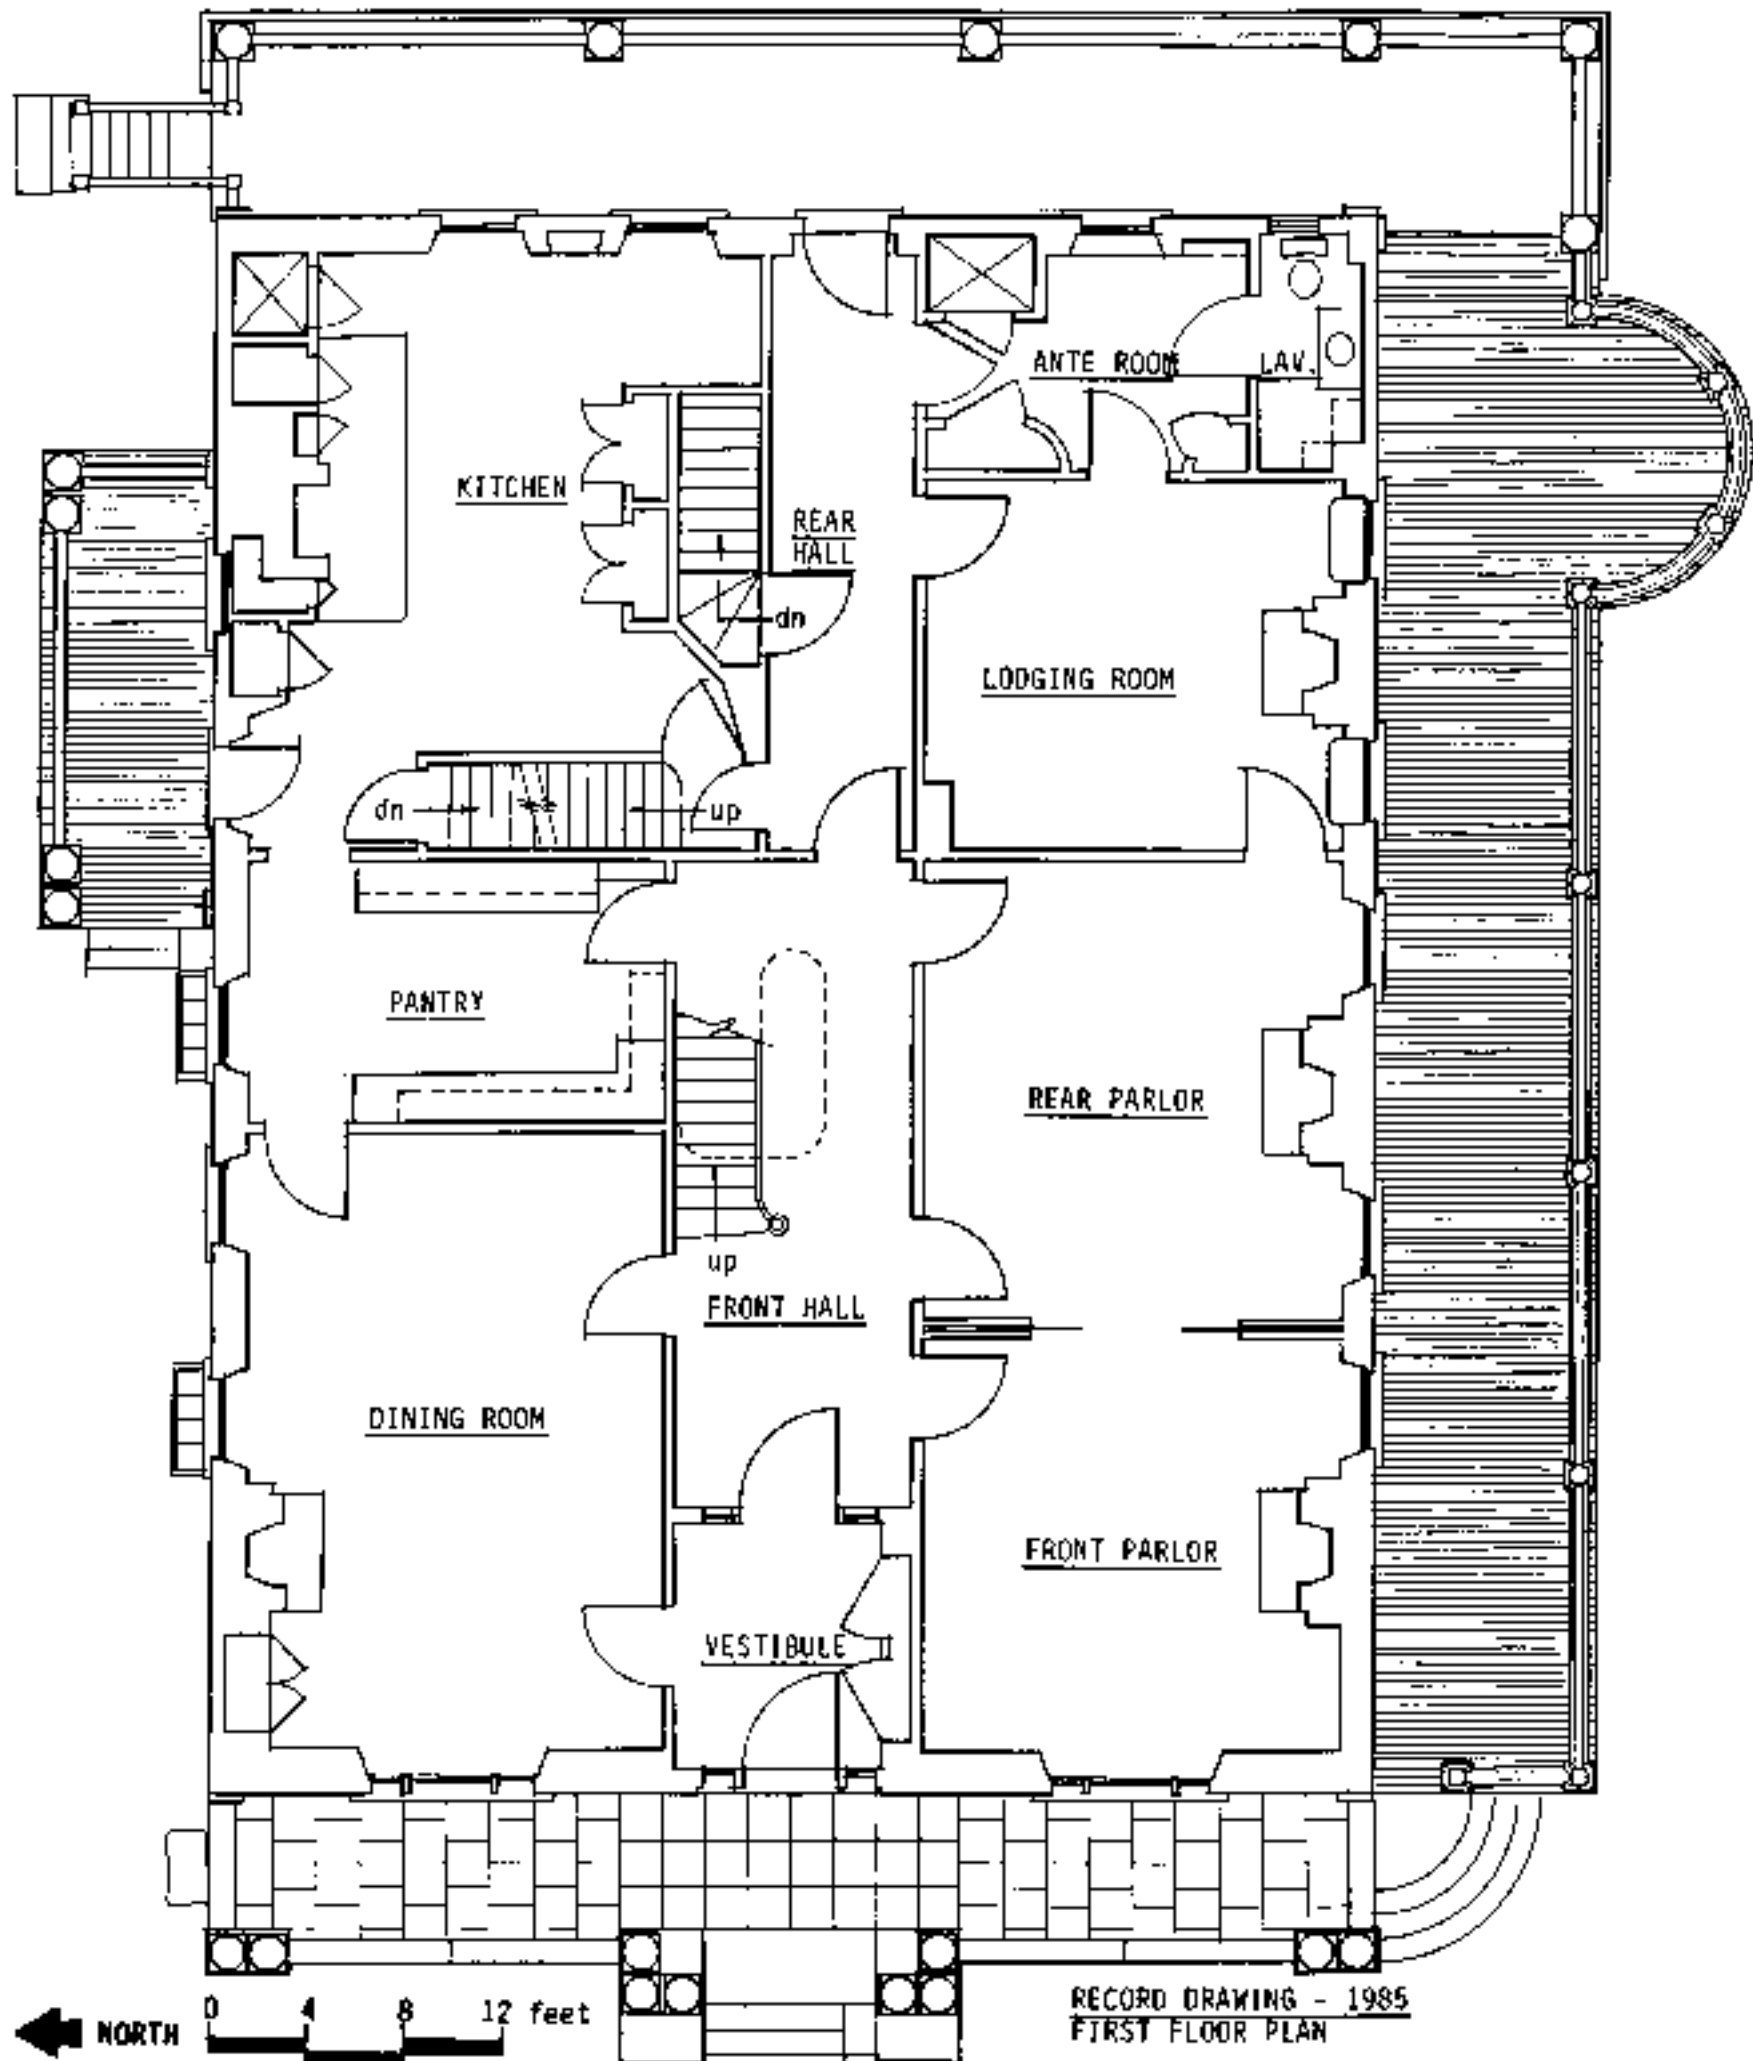 ANTE ROOM
LAV.
KITCHEN
REAR
HALL
dn
LODGING ROOM
dn
up
PANTRY
REAR PARLOR
up
FRONT HALL
DINING ROOM
FRONT PARLOR
VESTIBULE
NORTH
0 4 8 12 feet
RECORD DRAWING - 1985
FIRST FLOOR PLAN